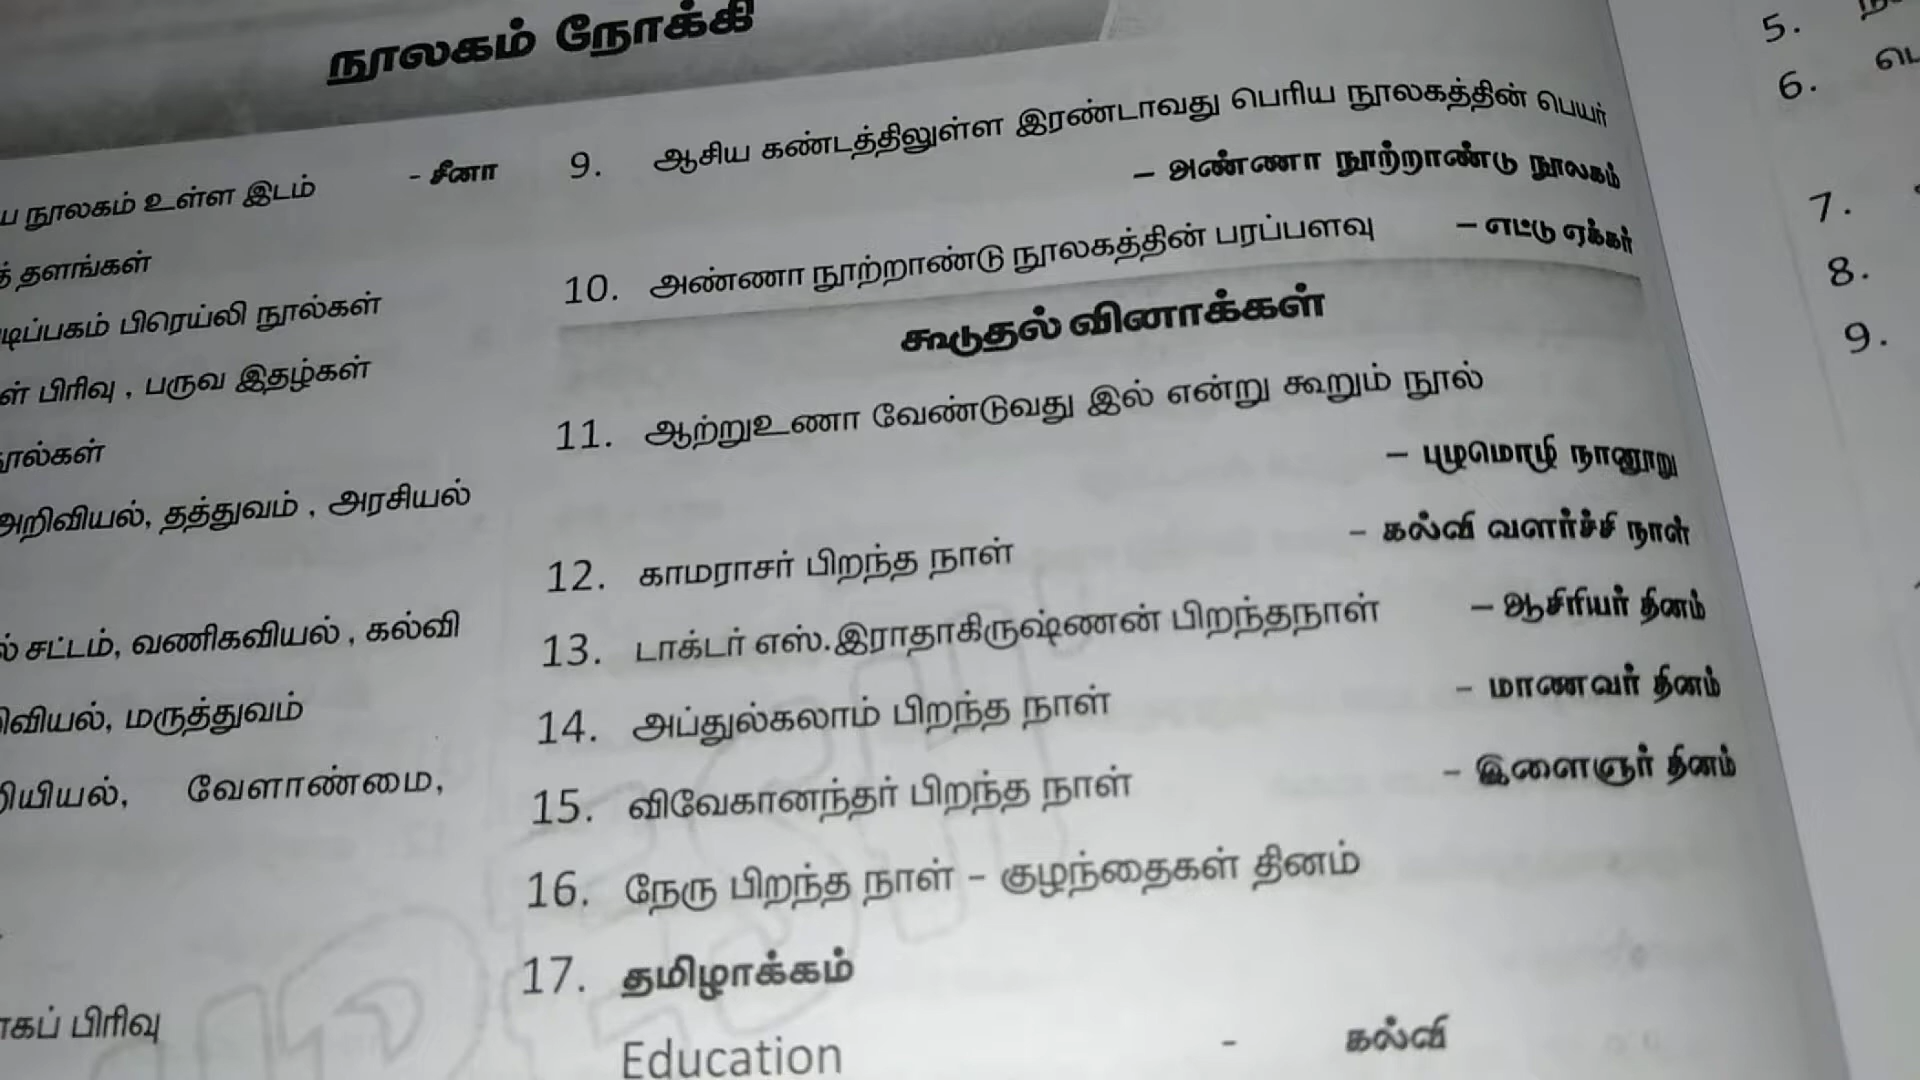 நூலகம் நோக்கி
நூலகம் உள்ள இடம் - சீனா
தளங்கள்
பிரெய்லி நூல்கள்
பிரிவு , பருவ இதழ்கள்
அறிவியல், தத்துவம் , அரசியல்
சட்டம், வணிகவியல் , கல்வி
மருத்துவம்
வேளாண்மை,
பிரிவு
9. ஆசிய கண்டத்திலுள்ள இரண்டாவது பெரிய நூலகத்தின் பெயர்
– அண்ணா நூற்றாண்டு நூலகம்
10. அண்ணா நூற்றாண்டு நூலகத்தின் பரப்பளவு – எட்டு ஏக்கர்
கூடுதல் வினாக்கள்
11. ஆற்றுஉணா வேண்டுவது இல் என்று கூறும் நூல்
– பழமொழி நானூறு
12. காமராசர் பிறந்த நாள் – கல்வி வளர்ச்சி நாள்
13. டாக்டர் எஸ்.இராதாகிருஷ்ணன் பிறந்தநாள் – ஆசிரியர் தினம்
14. அப்துல்கலாம் பிறந்த நாள் – மாணவர் தினம்
15. விவேகானந்தர் பிறந்த நாள் – இளைஞர் தினம்
16. நேரு பிறந்த நாள் – குழந்தைகள் தினம்
17. தமிழாக்கம்
Education - கல்வி
5.
6.
7.
8.
9.